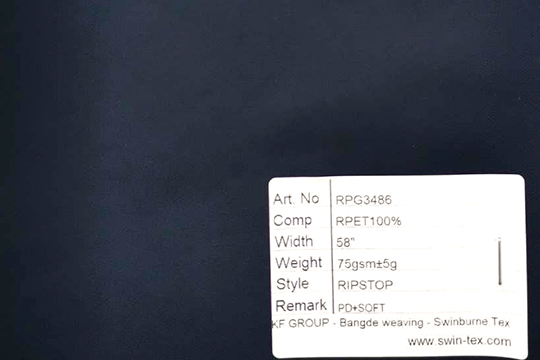 Art. No RPG3486
Comp RPET100%
Width 58"
Weight 75gsm±5g
Style RIPSTOP
Remark PD+SOFT
KF GROUP - Bangde weaving - Swinburne Tex
www.swin-tex.com